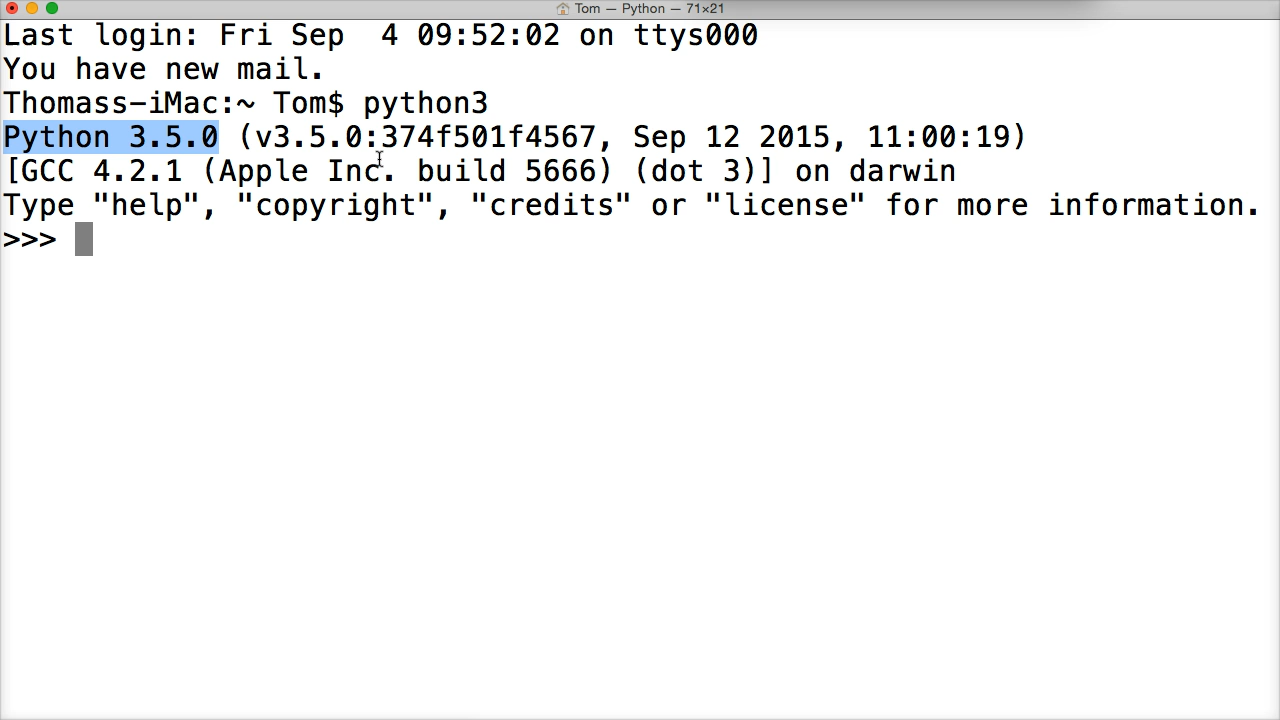 Tom — Python — 71×21
Last login: Fri Sep  4 09:52:02 on ttys000
You have new mail.
Thomass-iMac:~ Tom$ python3
Python 3.5.0 (v3.5.0:374f501f4567, Sep 12 2015, 11:00:19)
[GCC 4.2.1 (Apple Inc. build 5666) (dot 3)] on darwin
Type "help", "copyright", "credits" or "license" for more information.
>>>